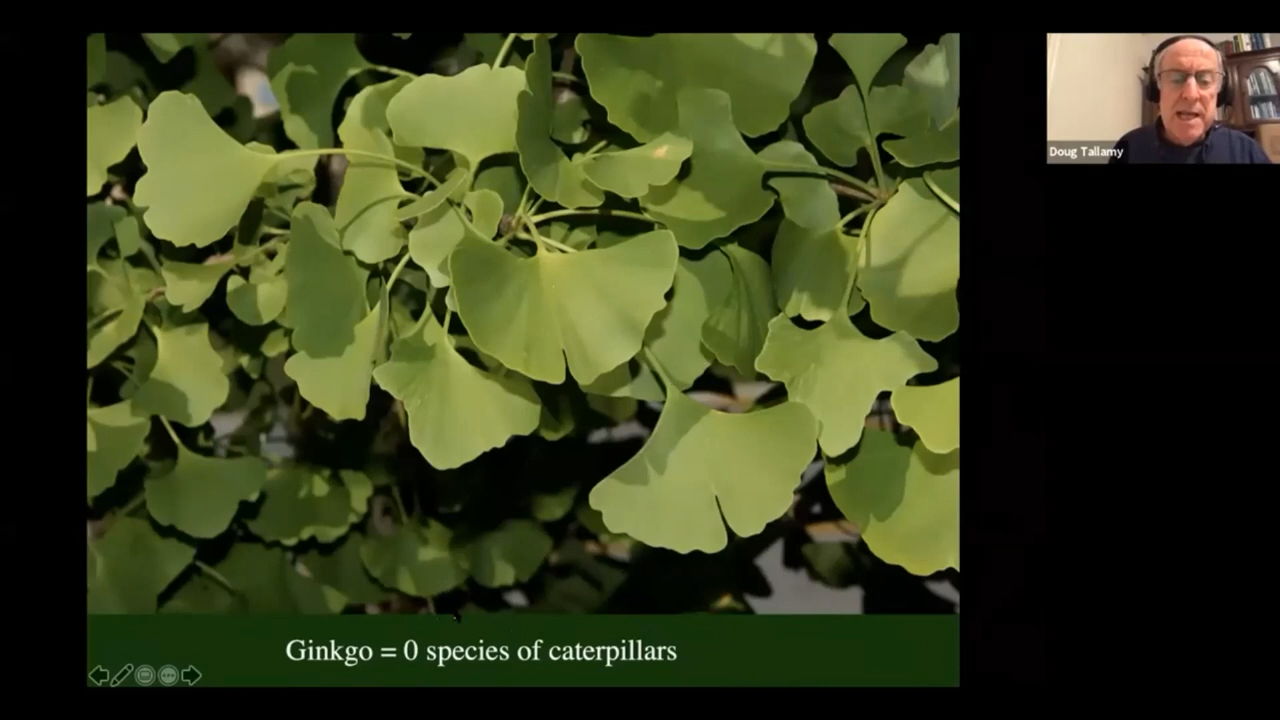 Doug Tallamy
Ginkgo = 0 species of caterpillars